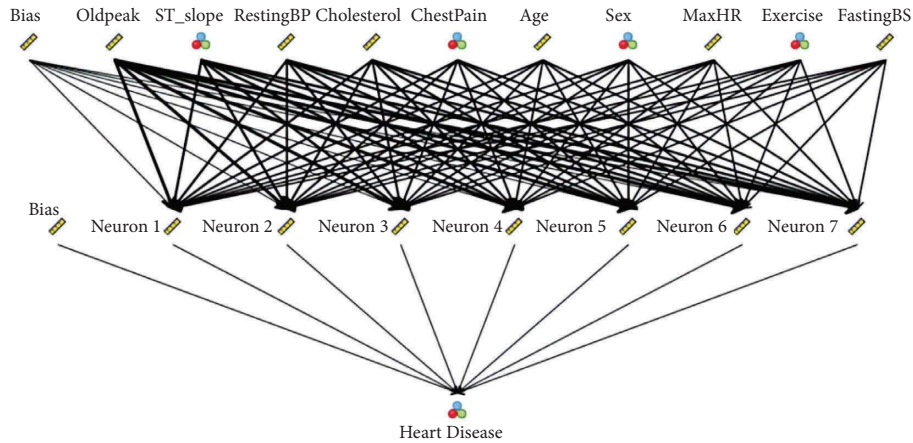 Bias Oldpeak ST_slope RestingBP Cholesterol ChestPain Age Sex MaxHR Exercise FastingBS
Bias
Neuron 1 Neuron 2 Neuron 3 Neuron 4 Neuron 5 Neuron 6 Neuron 7
Heart Disease